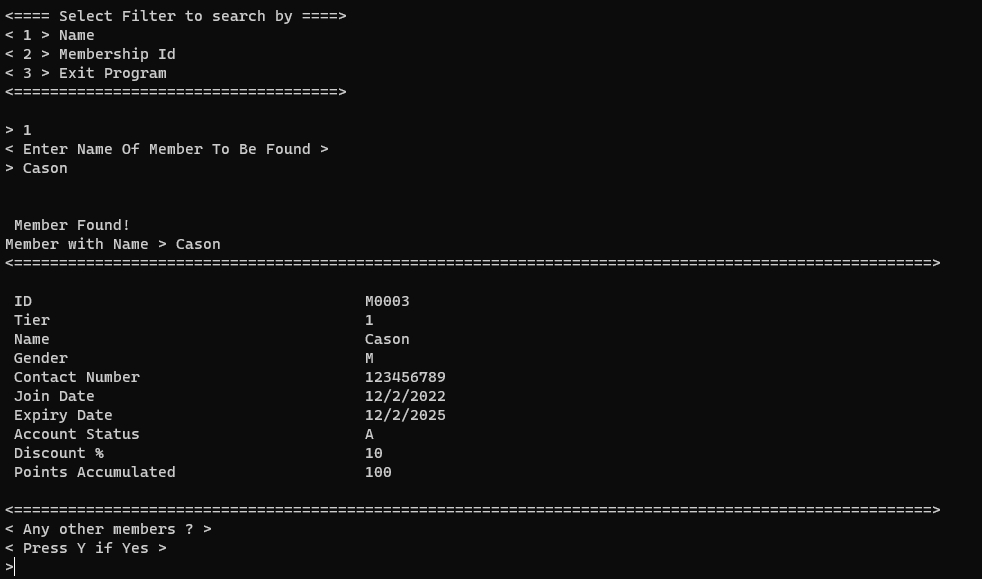 <==== Select Filter to search by ====>
< 1 > Name
< 2 > Membership Id
< 3 > Exit Program
<====================================>
> 1
< Enter Name Of Member To Be Found >
> Cason
Member Found!
Member with Name > Cason
<======================================================================================================>
ID M0003
Tier 1
Name Cason
Gender M
Contact Number 123456789
Join Date 12/2/2022
Expiry Date 12/2/2025
Account Status A
Discount % 10
Points Accumulated 100
<======================================================================================================>
< Any other members ? >
< Press Y if Yes >
>